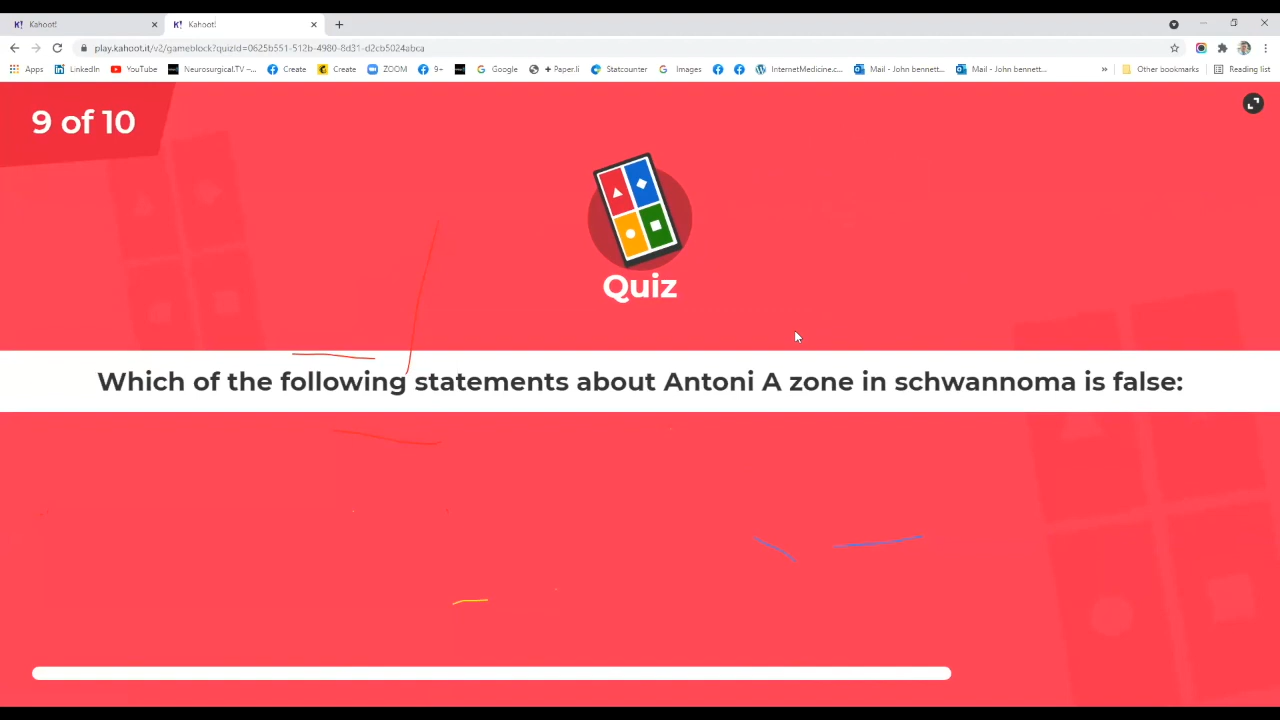 Kahoot!
Kahoot!
play.kahoot.it/v2/gameblock?quizId=0625b551-512b-4980-8d31-d2cb5024abca
Apps LinkedIn YouTube Neurosurgical.TV –... Create Create ZOOM 9+ Google + Paper.li Statcounter Images InternetMedicine.c... Mail - John bennett... Mail - John bennett... » Other bookmarks Reading list
9 of 10
Quiz
Which of the following statements about Antoni A zone in schwannoma is false: